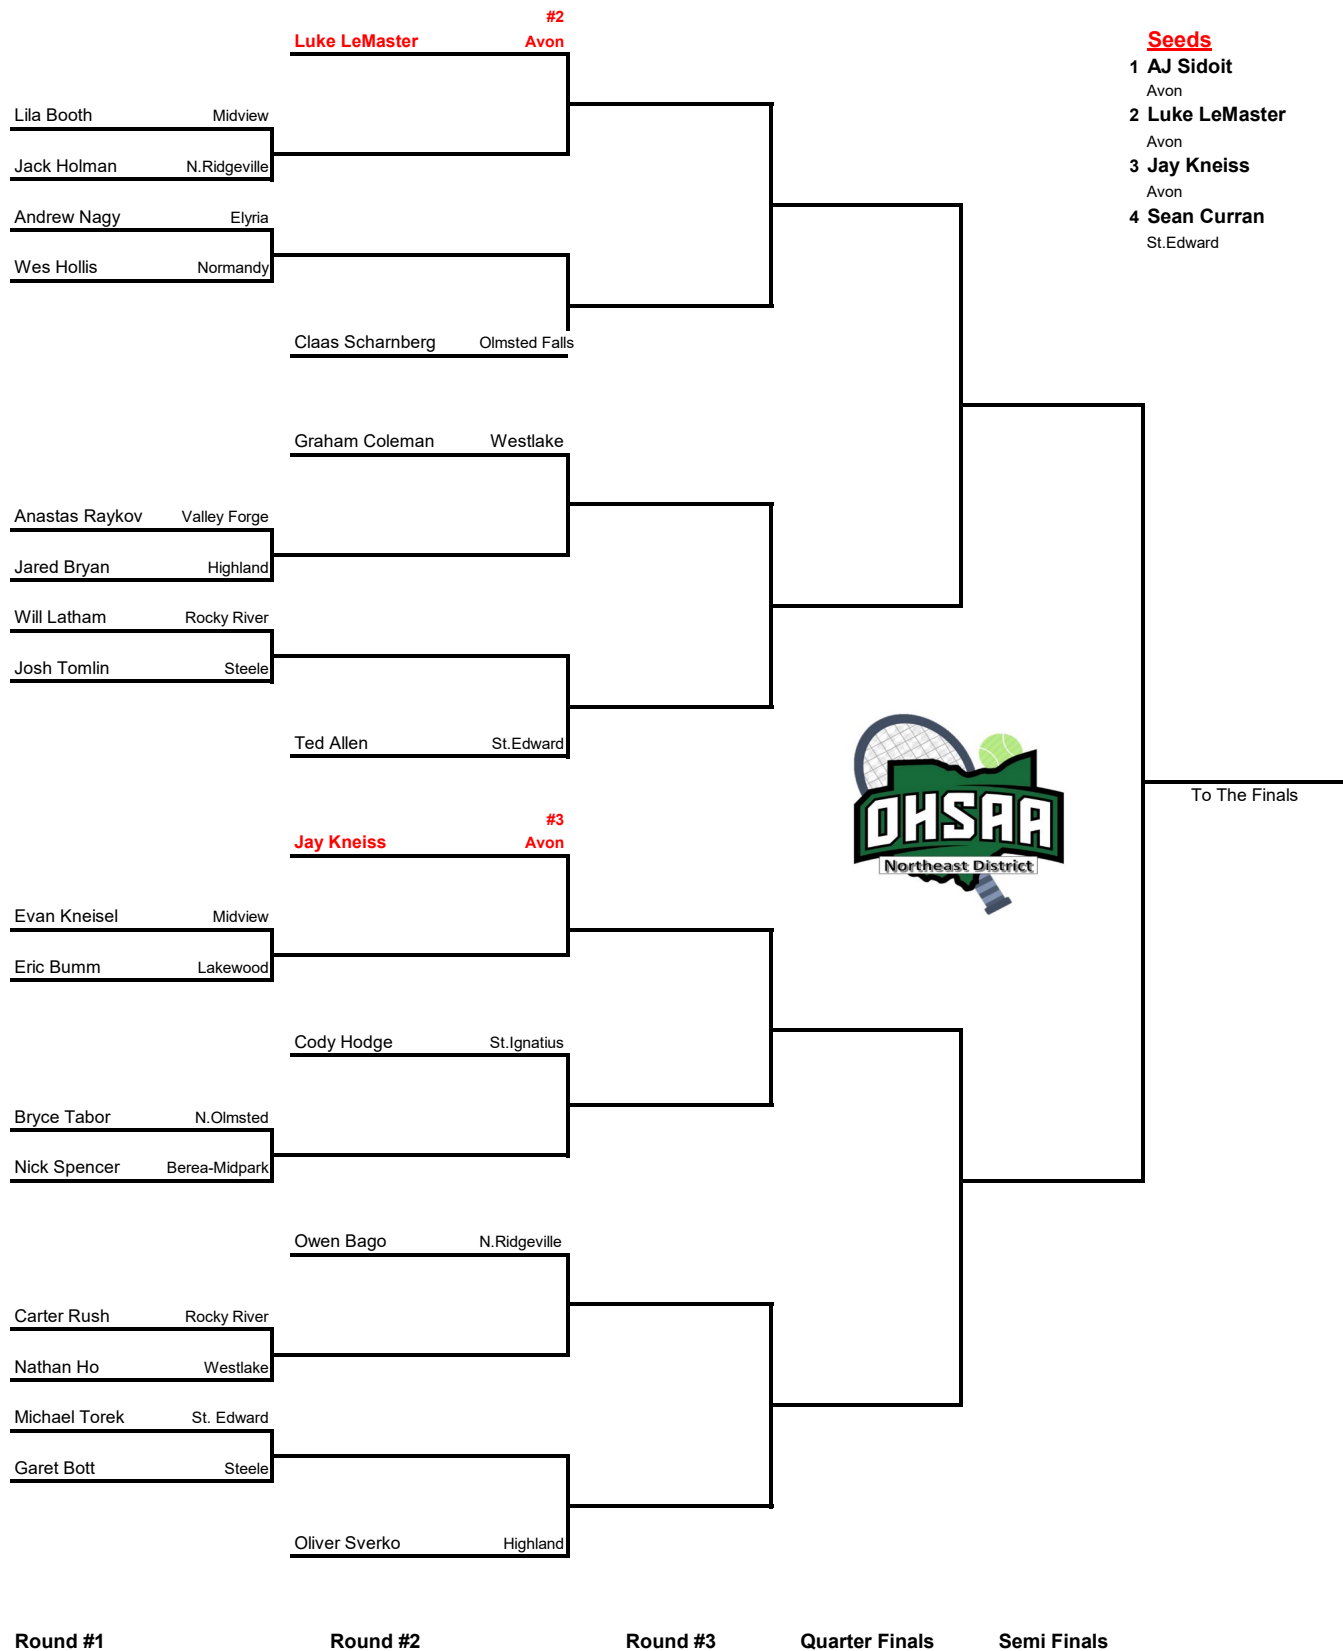 #2
Luke LeMaster Avon
Seeds
1 AJ Sidoit
Avon
2 Luke LeMaster
Avon
3 Jay Kneiss
Avon
4 Sean Curran
St.Edward
Lila Booth Midview
Jack Holman N.Ridgeville
Andrew Nagy Elyria
Wes Hollis Normandy
Claas Scharnberg Olmsted Falls
Graham Coleman Westlake
Anastas Raykov Valley Forge
Jared Bryan Highland
Will Latham Rocky River
Josh Tomlin Steele
Ted Allen St.Edward
OHSAA
Northeast District
To The Finals
#3
Jay Kneiss Avon
Evan Kneisel Midview
Eric Bumm Lakewood
Cody Hodge St.Ignatius
Bryce Tabor N.Olmsted
Nick Spencer Berea-Midpark
Owen Bago N.Ridgeville
Carter Rush Rocky River
Nathan Ho Westlake
Michael Torek St. Edward
Garet Bott Steele
Oliver Sverko Highland
Round #1 Round #2 Round #3 Quarter Finals Semi Finals